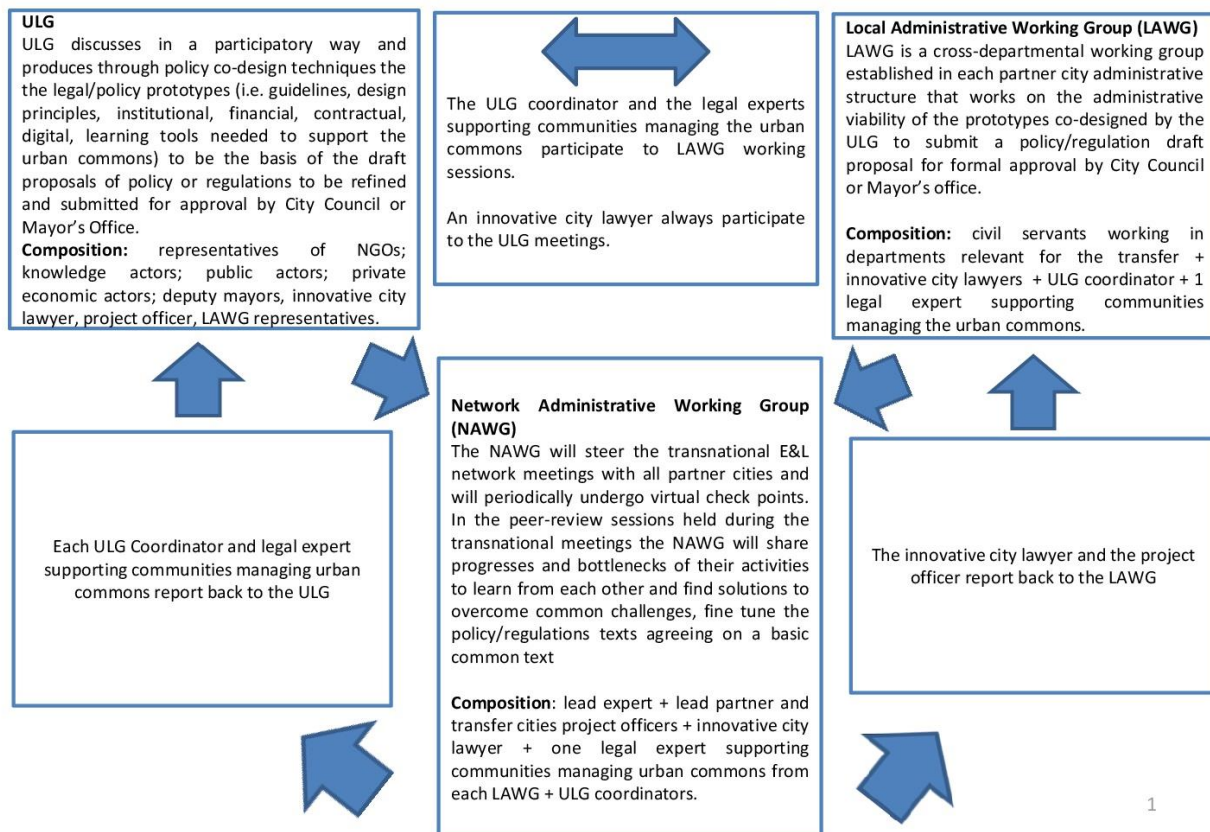 ULG
ULG discusses in a participatory way and
produces through policy co-design techniques the
the legal/policy prototypes (i.e. guidelines, design
principles, institutional, financial, contractual,
digital, learning tools needed to support the
urban commons) to be the basis of the draft
proposals of policy or regulations to be refined
and submitted for approval by City Council or
Mayor's Office.
Composition: representatives of NGOs;
knowledge actors; public actors; private
economic actors; deputy mayors, innovative city
lawyer, project officer, LAWG representatives.
The ULG coordinator and the legal experts
supporting communities managing the urban
commons participate to LAWG working
sessions.
An innovative city lawyer always participate
to the ULG meetings.
Local Administrative Working Group (LAWG)
LAWG is a cross-departmental working group
established in each partner city administrative
structure that works on the administrative
viability of the prototypes co-designed by the
ULG to submit a policy/regulation draft
proposal for formal approval by City Council
or Mayor's office.
Composition: civil servants working in
departments relevant for the transfer +
innovative city lawyers + ULG coordinator + 1
legal expert supporting communities
managing the urban commons.
Each ULG Coordinator and legal expert
supporting communities managing urban
commons report back to the ULG
Network Administrative Working Group
(NAWG)
The NAWG will steer the transnational E&L
network meetings with all partner cities and
will periodically undergo virtual check points.
In the peer-review sessions held during the
transnational meetings the NAWG will share
progresses and bottlenecks of their activities
to learn from each other and find solutions to
overcome common challenges, fine tune the
policy/regulations texts agreeing on a basic
common text
Composition: lead expert + lead partner and
transfer cities project officers + innovative city
lawyer + one legal expert supporting
communities managing urban commons from
each LAWG + ULG coordinators.
The innovative city lawyer and the project
officer report back to the LAWG
1